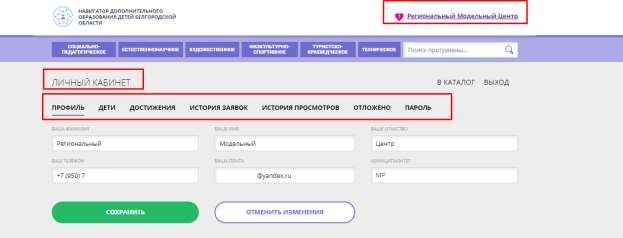 НАВИГАТОР ДОПОЛНИТЕЛЬНОГО
ОБРАЗОВАНИЯ ДЕТЕЙ БЕЛГОРОДСКОЙ
ОБЛАСТИ
Региональный Модельный Центр
СОЦИАЛЬНО-
ПЕДАГОГИЧЕСКОЕ
ЕСТЕСТВЕННОНАУЧНОЕ
ХУДОЖЕСТВЕННОЕ
ФИЗКУЛЬТУРНО-
СПОРТИВНОЕ
ТУРИСТСКО-
КРАЕВЕДЧЕСКОЕ
ТЕХНИЧЕСКОЕ
Поиск программы...
ЛИЧНЫЙ КАБИНЕТ
В КАТАЛОГ ВЫХОД
ПРОФИЛЬ ДЕТИ ДОСТИЖЕНИЯ ИСТОРИЯ ЗАЯВОК ИСТОРИЯ ПРОСМОТРОВ ОТЛОЖЕНО ПАРОЛЬ
ВАША ФАМИЛИЯ ВАШЕ ИМЯ ВАШЕ ОТЧЕСТВО
Региональный Модельный Центр
ВАШ ТЕЛЕФОН ВАША ПОЧТА МУНИЦИПАЛИТЕТ
+7 (950) 7 @yandex.ru МР
СОХРАНИТЬ ОТМЕНИТЬ ИЗМЕНЕНИЯ